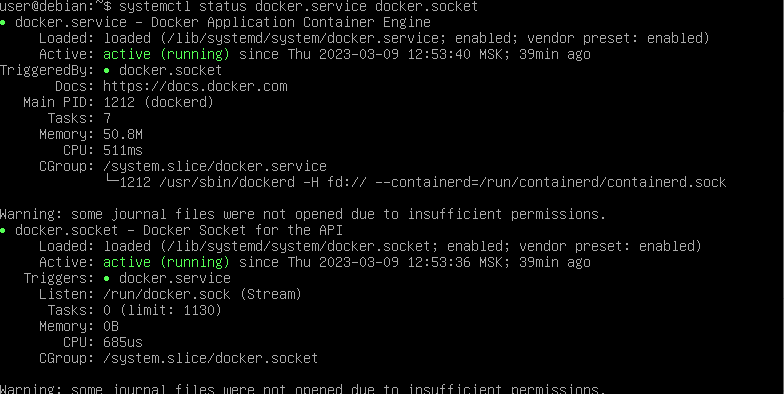 user@debian:~$ systemctl status docker.service docker.socket
● docker.service – Docker Application Container Engine
     Loaded: loaded (/lib/systemd/system/docker.service; enabled; vendor preset: enabled)
     Active: active (running) since Thu 2023-03-09 12:53:40 MSK; 39min ago
TriggeredBy: ● docker.socket
       Docs: https://docs.docker.com
   Main PID: 1212 (dockerd)
      Tasks: 7
     Memory: 50.8M
        CPU: 511ms
     CGroup: /system.slice/docker.service
             └─1212 /usr/sbin/dockerd -H fd:// --containerd=/run/containerd/containerd.sock
Warning: some journal files were not opened due to insufficient permissions.
● docker.socket – Docker Socket for the API
     Loaded: loaded (/lib/systemd/system/docker.socket; enabled; vendor preset: enabled)
     Active: active (running) since Thu 2023-03-09 12:53:36 MSK; 39min ago
   Triggers: ● docker.service
     Listen: /run/docker.sock (Stream)
      Tasks: 0 (limit: 1130)
     Memory: 0B
        CPU: 685us
     CGroup: /system.slice/docker.socket
Warning: some journal files were not opened due to insufficient permissions.